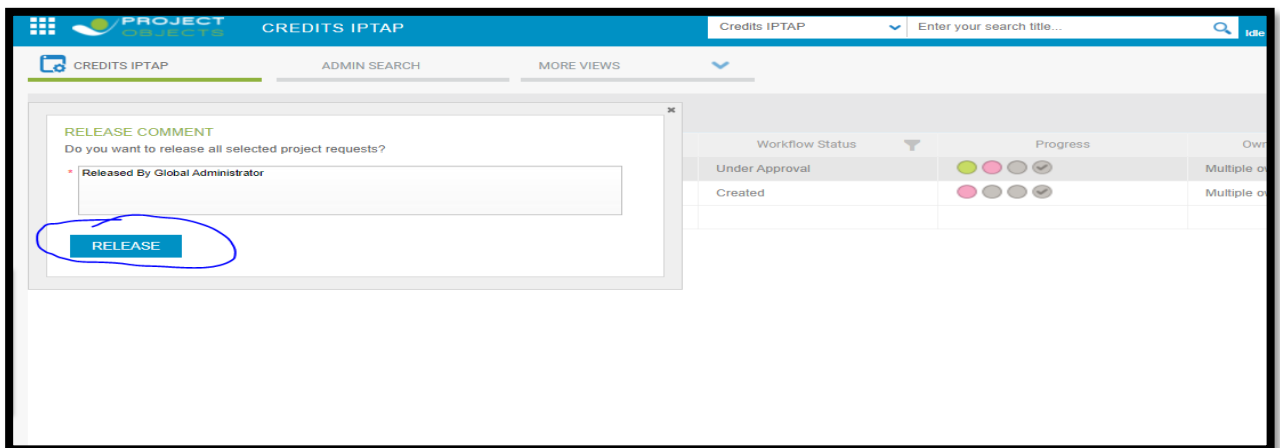 PROJECT
OBJECTS
CREDITS IPTAP
Credits IPTAP
Enter your search title...
Idle
CREDITS IPTAP
ADMIN SEARCH
MORE VIEWS
RELEASE COMMENT
Do you want to release all selected project requests?
* Released By Global Administrator
RELEASE
Workflow Status
Progress
Own
Under Approval
Multiple o
Created
Multiple o